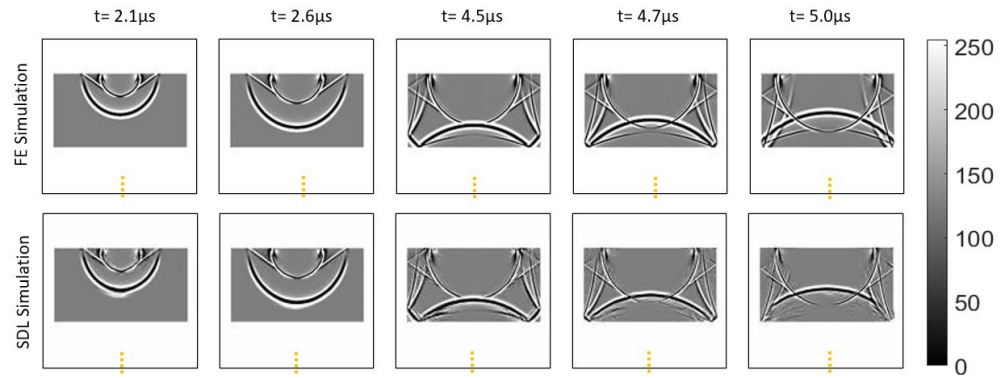 t= 2.1μs t= 2.6μs t= 4.5μs t= 4.7μs t= 5.0μs
FE Simulation
SDL Simulation
250
200
150
100
50
0